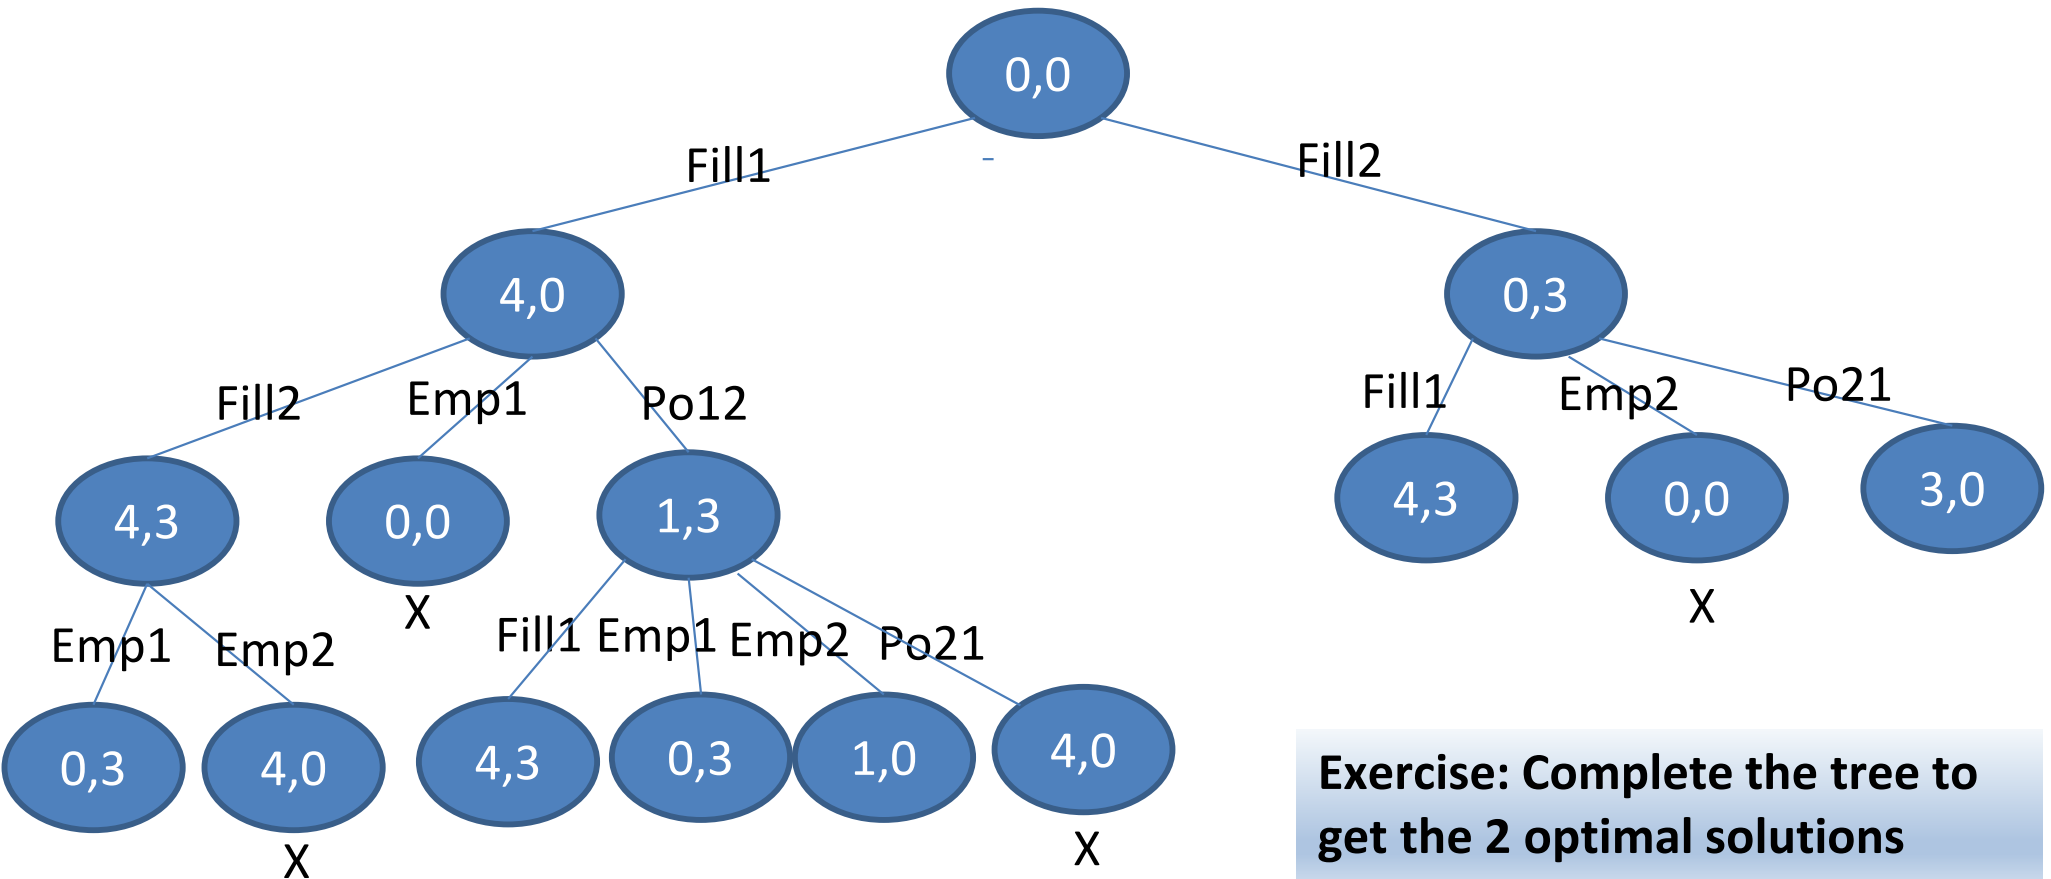 0,0
Fill1
Fill2
4,0
0,3
Fill2
Emp1
Po12
Fill1
Emp2
Po21
4,3
0,0
1,3
4,3
0,0
3,0
X
X
Emp1
Emp2
Fill1
Emp1
Emp2
Po21
0,3
4,0
4,3
0,3
1,0
4,0
X
X
Exercise: Complete the tree to
get the 2 optimal solutions